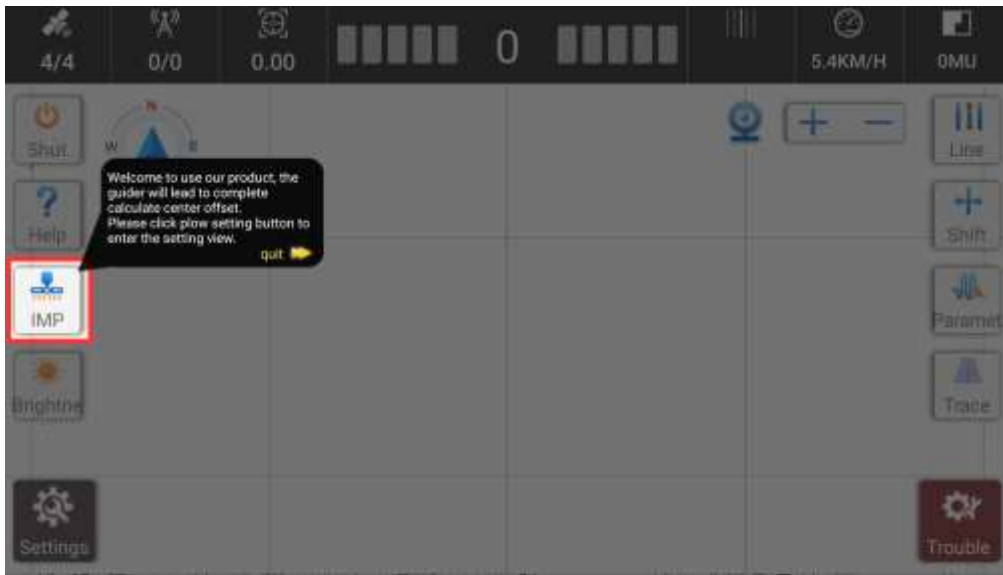 4/4
0/0
0.00
0
5.4KM/H
0MU
Shut
N
W
E
Line
Welcome to use our product, the
guider will lead to complete
calculate center offset.
Please click plow setting button to
enter the setting view.
quit
Help
Shift
IMP
Paramet
Brightne
Trace
Settings
Trouble